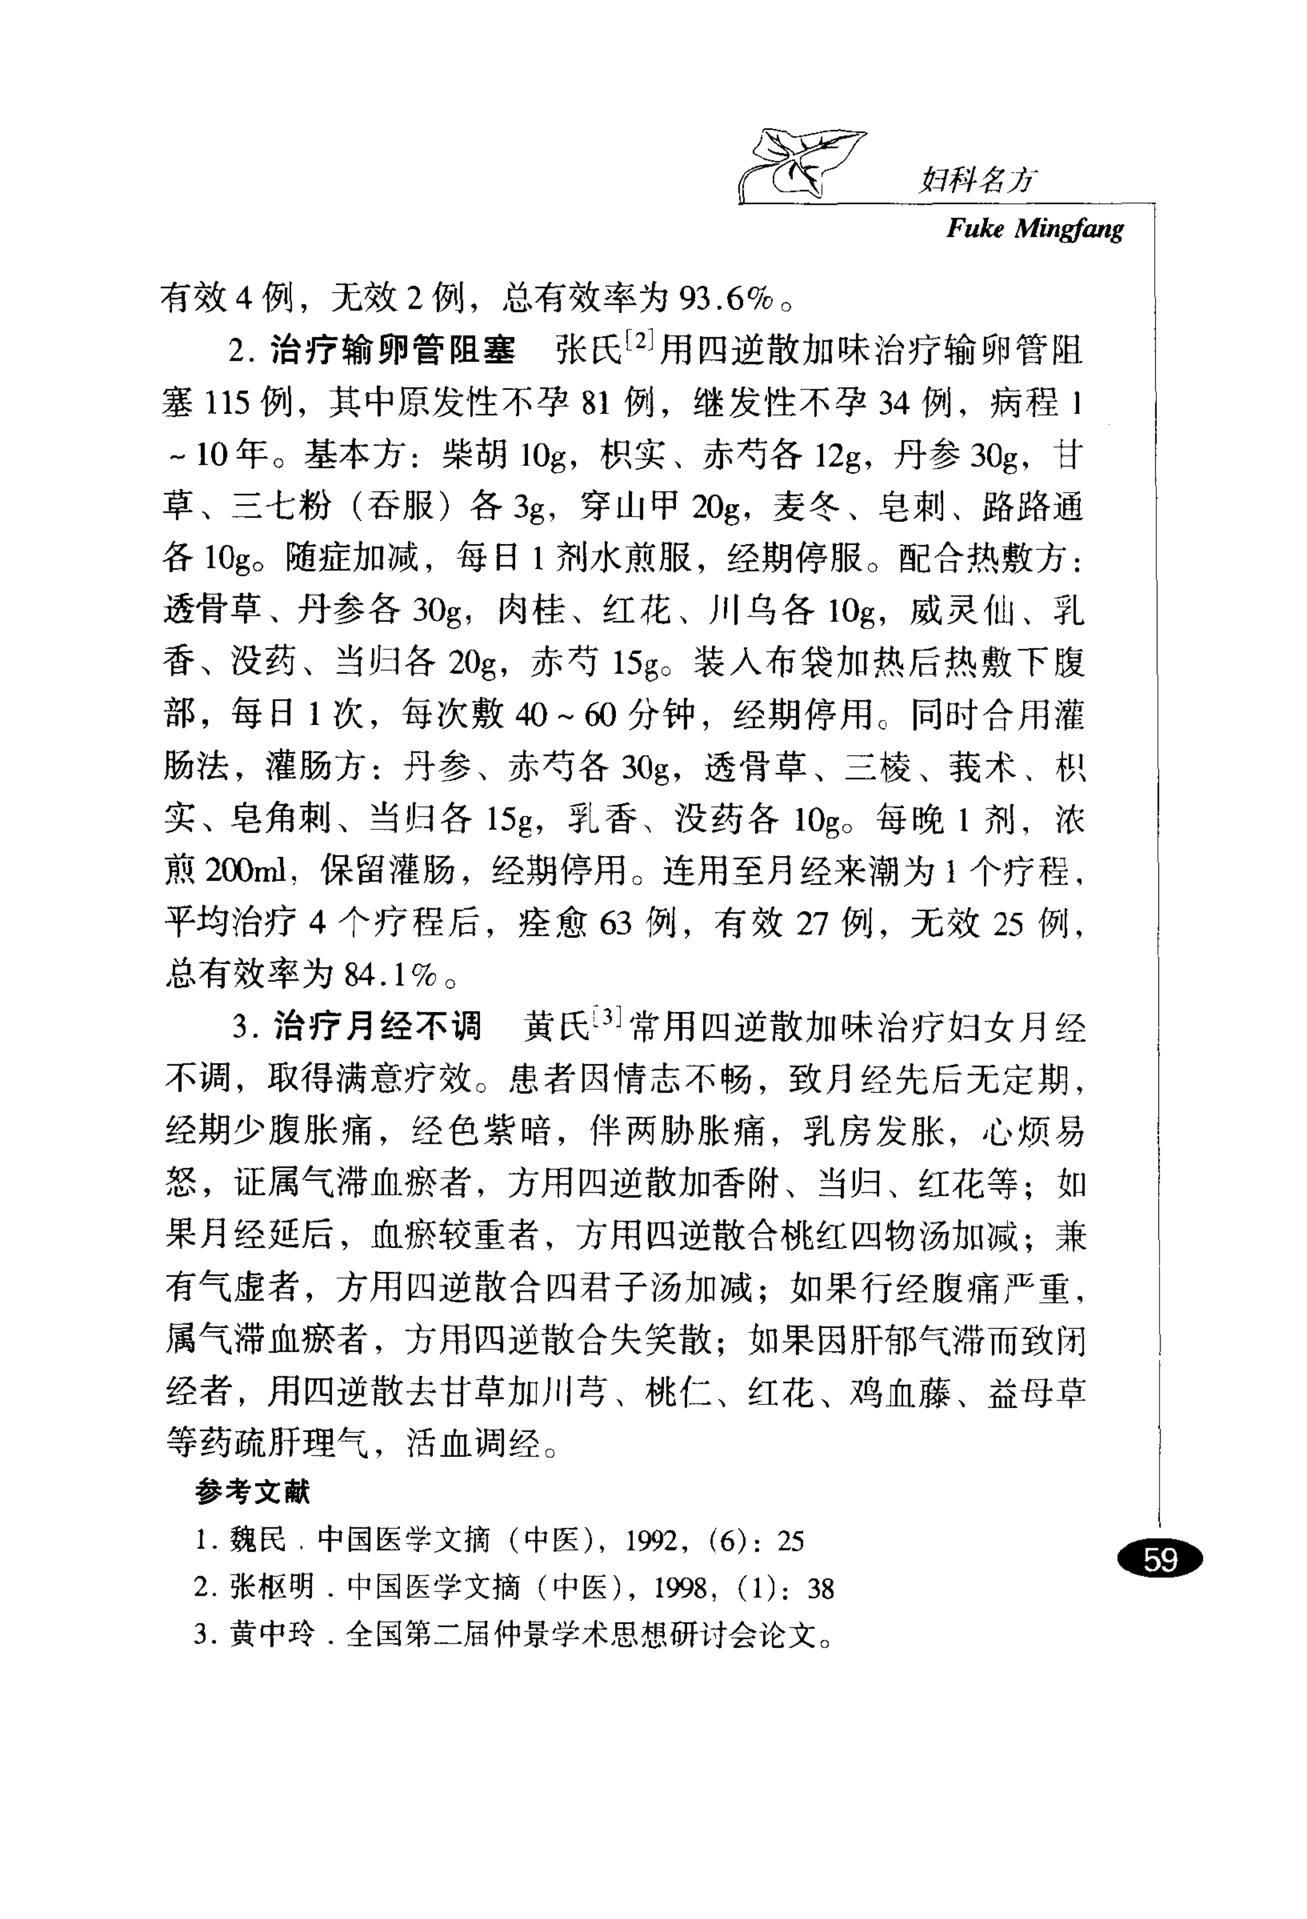 妇科名方
Fuke Mingfang
有效 4 例，无效 2 例，总有效率为 93.6%。
2. 治疗输卵管阻塞 张氏[2]用四逆散加味治疗输卵管阻
塞 115 例，其中原发性不孕 81 例，继发性不孕 34 例，病程 1
~ 10 年。基本方：柴胡 10g，枳实、赤芍各 12g，丹参 30g，甘
草、三七粉（吞服）各 3g，穿山甲 20g，麦冬、皂刺、路路通
各 10g。随症加减，每日 1 剂水煎服，经期停服。配合热敷方：
透骨草、丹参各 30g，肉桂、红花、川乌各 10g，威灵仙、乳
香、没药、当归各 20g，赤芍 15g。装入布袋加热后热敷下腹
部，每日 1 次，每次敷 40 ~ 60 分钟，经期停用。同时合用灌
肠法，灌肠方：丹参、赤芍各 30g，透骨草、三棱、莪术、枳
实、皂角刺、当归各 15g，乳香、没药各 10g。每晚 1 剂，浓
煎 200ml，保留灌肠，经期停用。连用至月经来潮为 1 个疗程，
平均治疗 4 个疗程后，痊愈 63 例，有效 27 例，无效 25 例，
总有效率为 84.1%。
3. 治疗月经不调 黄氏[3]常用四逆散加味治疗妇女月经
不调，取得满意疗效。患者因情志不畅，致月经先后无定期，
经期少腹胀痛，经色紫暗，伴两胁胀痛，乳房发胀，心烦易
怒，证属气滞血瘀者，方用四逆散加香附、当归、红花等；如
果月经延后，血瘀较重者，方用四逆散合桃红四物汤加减；兼
有气虚者，方用四逆散合四君子汤加减；如果行经腹痛严重，
属气滞血瘀者，方用四逆散合失笑散；如果因肝郁气滞而致闭
经者，用四逆散去甘草加川芎、桃仁、红花、鸡血藤、益母草
等药疏肝理气，活血调经。
参考文献
1. 魏民．中国医学文摘（中医），1992，(6)：25
2. 张枢明．中国医学文摘（中医），1998，(1)：38
3. 黄中玲．全国第二届仲景学术思想研讨会论文。
59